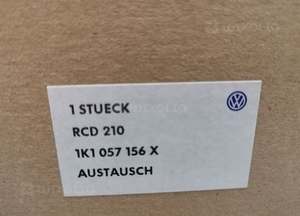 1 STUECK
RCD 210
1K1 057 156 X
AUSTAUSCH